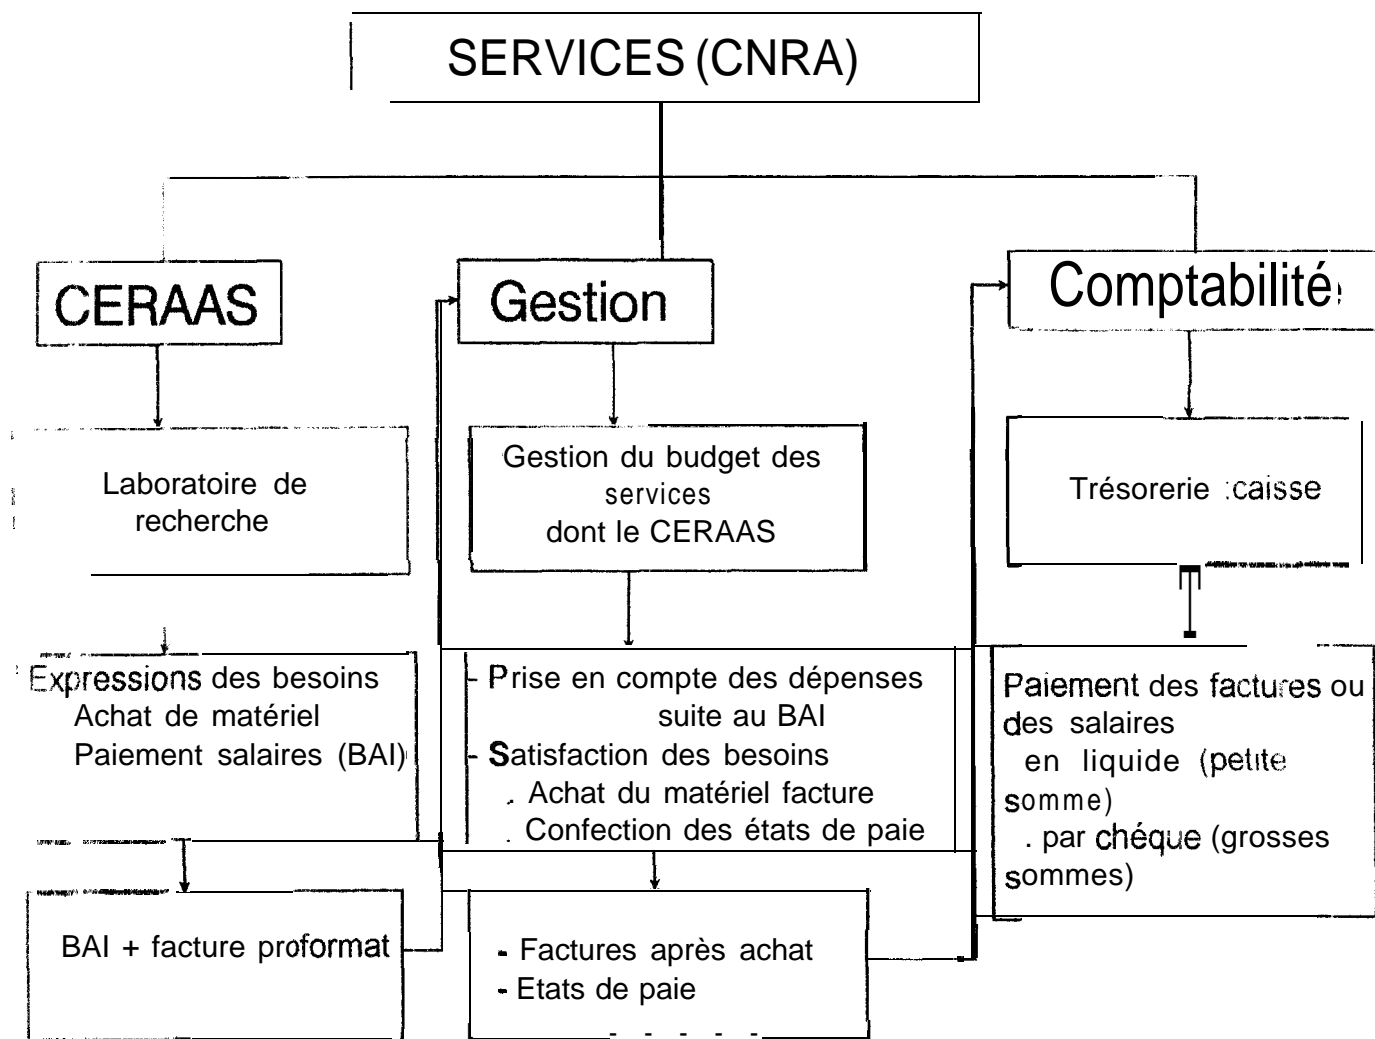 SERVICES (CNRA)
CERAAS
Gestion
Comptabilité
Laboratoire de
recherche
Gestion du budget des
services
dont le CERAAS
Trésorerie :caisse
Expressions des besoins
Achat de matériel
Paiement salaires (BAI)
- Prise en compte des dépenses
suite au BAI
- Satisfaction des besoins
. Achat du matériel facture
. Confection des états de paie
Paiement des factures ou
des salaires
en liquide (petite
somme)
. par chéque (grosses
sommes)
BAI + facture proformat
- Factures après achat
- Etats de paie
- - - - -